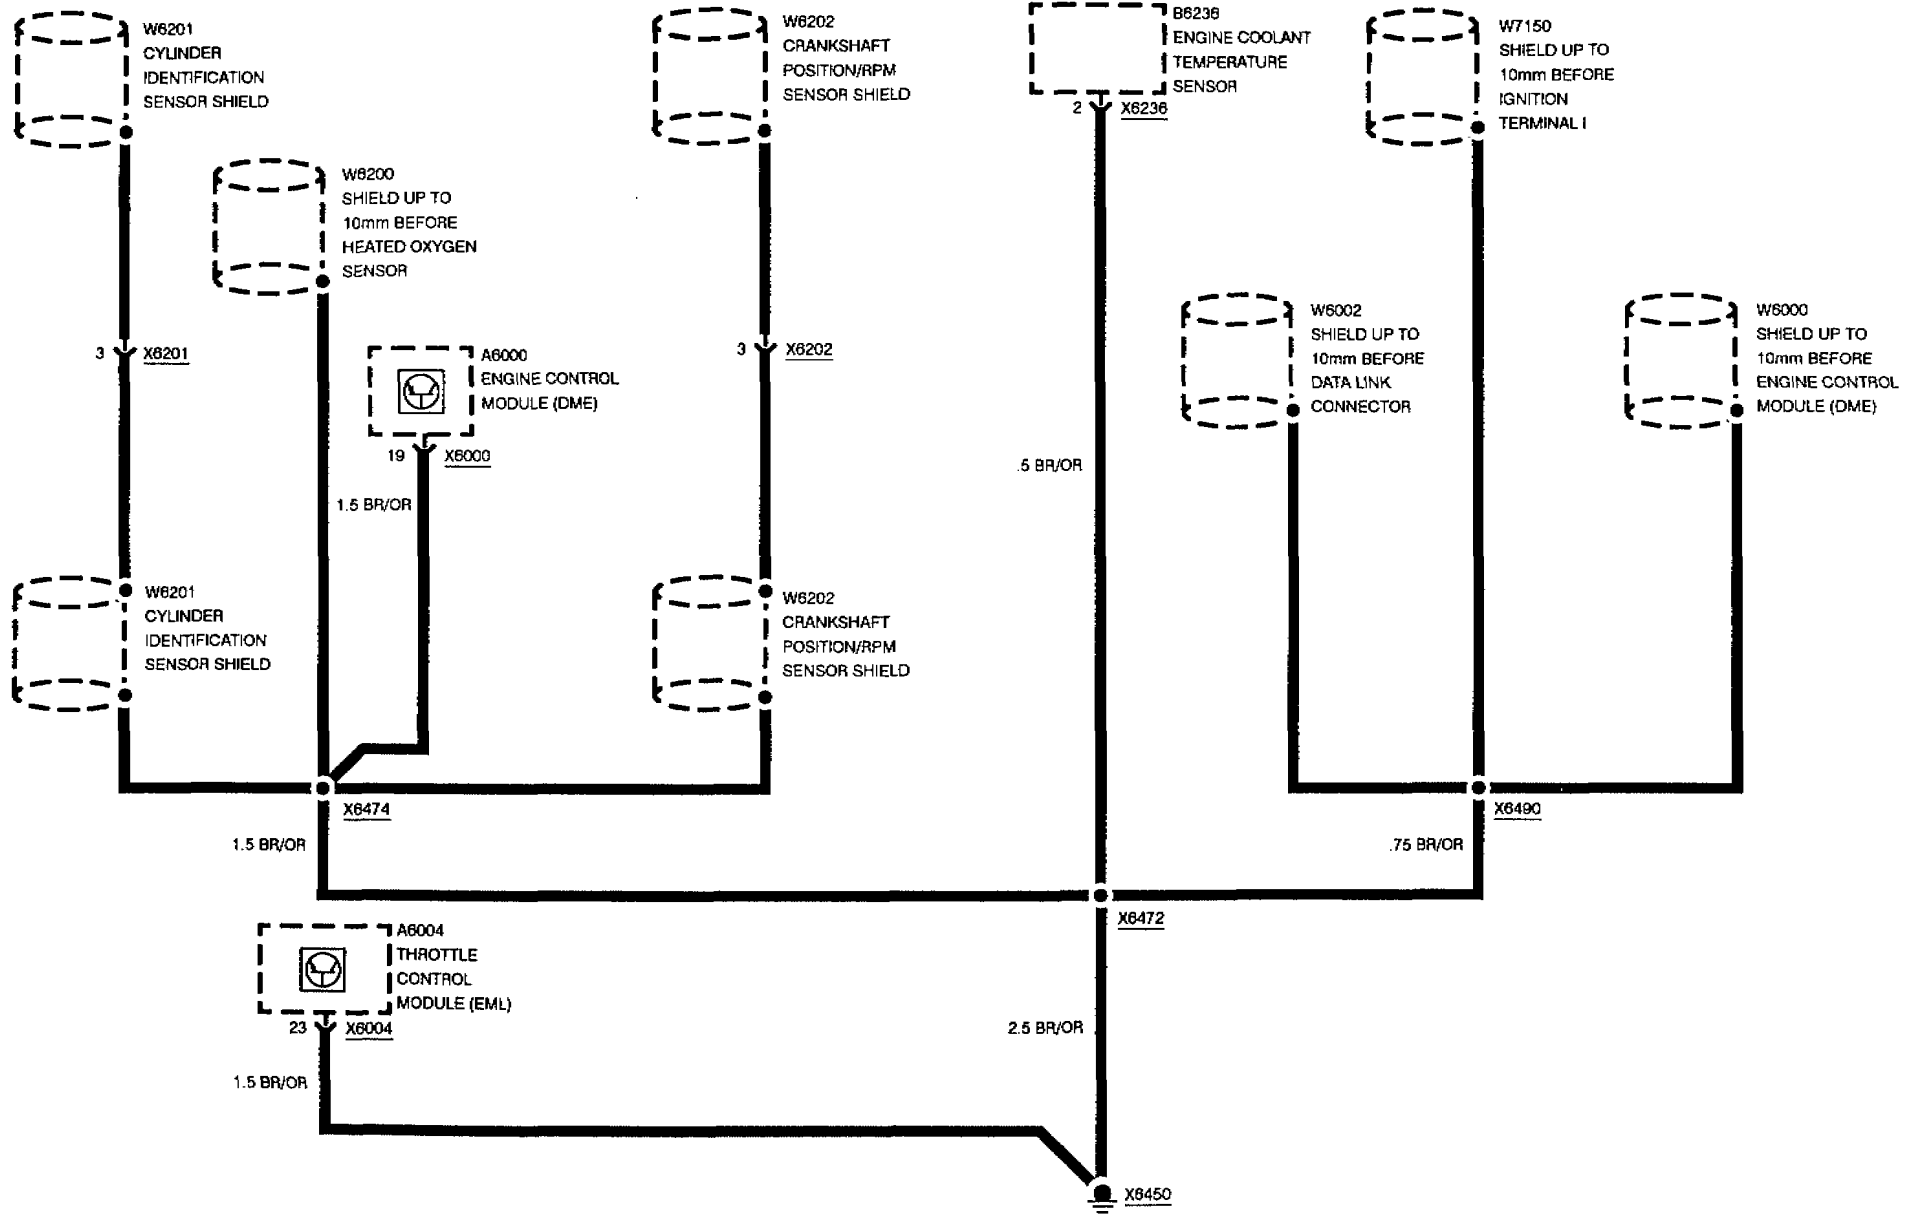 W6201
CYLINDER
IDENTIFICATION
SENSOR SHIELD
W6202
CRANKSHAFT
POSITION/RPM
SENSOR SHIELD
B6236
ENGINE COOLANT
TEMPERATURE
SENSOR
2 X6236
W7150
SHIELD UP TO
10mm BEFORE
IGNITION
TERMINAL I
W6200
SHIELD UP TO
10mm BEFORE
HEATED OXYGEN
SENSOR
3 X6201
A6000
ENGINE CONTROL
MODULE (DME)
19 X6000
1.5 BR/OR
3 X6202
.5 BR/OR
W6002
SHIELD UP TO
10mm BEFORE
DATA LINK
CONNECTOR
W6000
SHIELD UP TO
10mm BEFORE
ENGINE CONTROL
MODULE (DME)
W6201
CYLINDER
IDENTIFICATION
SENSOR SHIELD
W6202
CRANKSHAFT
POSITION/RPM
SENSOR SHIELD
X6474
X6490
1.5 BR/OR
.75 BR/OR
X6472
A6004
THROTTLE
CONTROL
MODULE (EML)
23 X6004
2.5 BR/OR
1.5 BR/OR
X6450